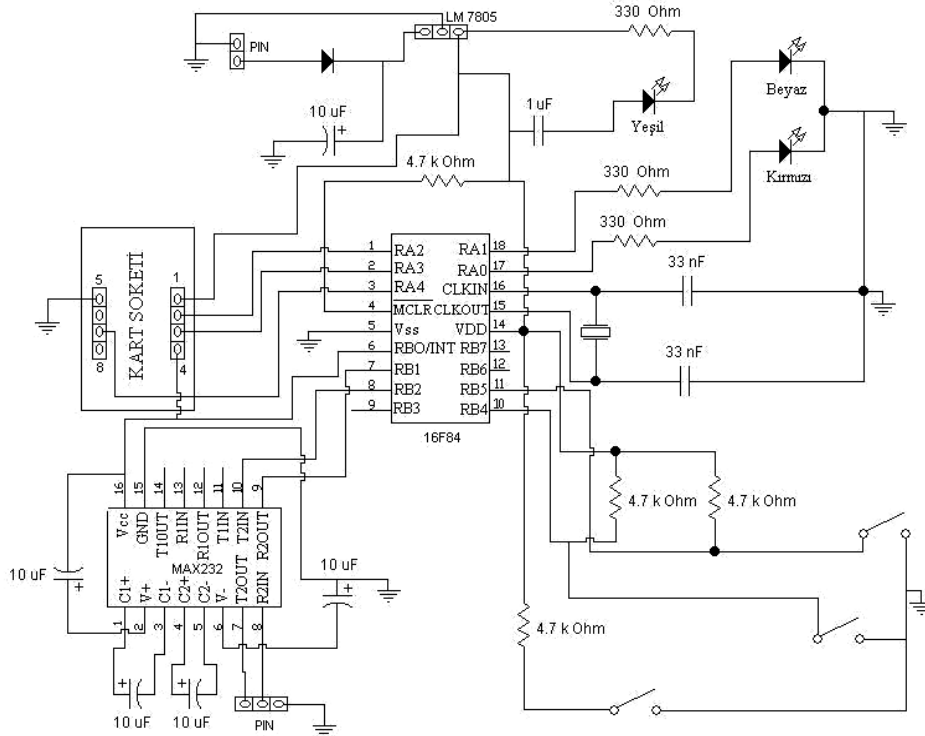 LM 7805
330 Ohm
PIN
10 uF
+
1 uF
Yeşil
Beyaz
Kırmızı
4.7 k Ohm
330 Ohm
330 Ohm
33 nF
33 nF
KART SOKETİ
5
8
1
4
1 RA2
2 RA3
3 RA4
4 MCLR
5 Vss
6 RBO/INT
7 RB1
8 RB2
9 RB3
RA1 18
RA0 17
CLKIN 16
CLKOUT 15
VDD 14
RB7 13
RB6 12
RB5 11
RB4 10
16F84
4.7 k Ohm
4.7 k Ohm
4.7 k Ohm
16 15 14 13 12 11 10 9
Vcc GND T10UT R1IN R1OUT T1IN T2IN R2OUT
MAX232
C1+ V+ C1- C2+ C2- V- T2OUT R2IN
1 2 3 4 5 6 7 8
10 uF
+
10 uF
+
+
10 uF
+
10 uF
PIN